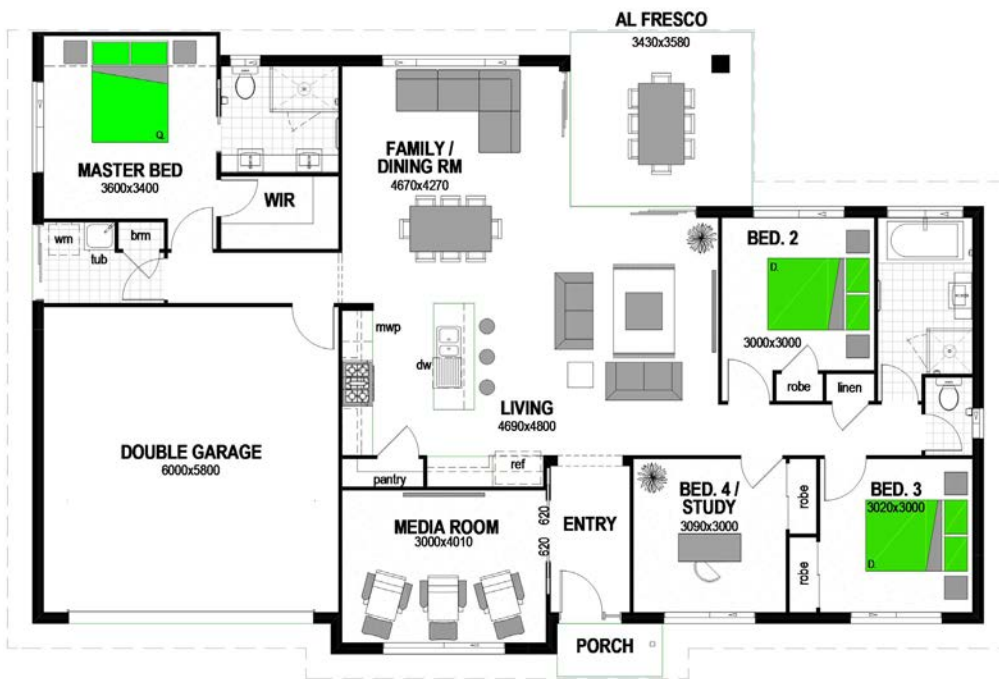 AL FRESCO
3430x3580
MASTER BED
3600x3400
Q.
WIR
FAMILY /
DINING RM
4670x4270
wm
tub
brm
BED. 2
D.
3000x3000
robe
linen
mwp
dw
LIVING
4690x4800
DOUBLE GARAGE
6000x5800
pantry
ref
MEDIA ROOM
3000x4010
620
620
ENTRY
BED. 4 /
STUDY
3090x3000
robe
robe
BED. 3
3020x3000
D.
PORCH